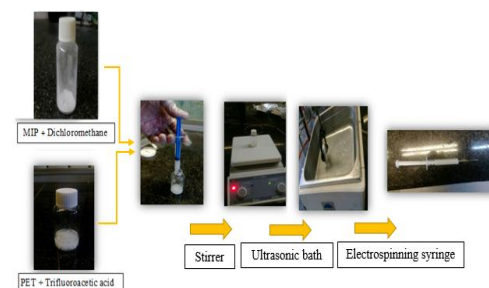 MIP + Dichloromethane
PET + Trifluoroacetic acid
Stirrer
Ultrasonic bath
Electrospinning syringe